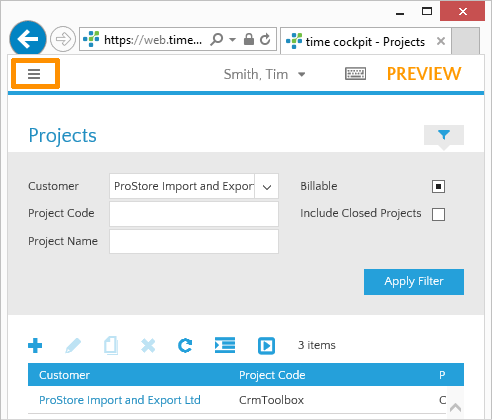 https://web.time... time cockpit - Projects
Smith, Tim PREVIEW
Projects
Customer ProStore Import and Export Billable
Project Code Include Closed Projects
Project Name
Apply Filter
3 items
Customer Project Code P
ProStore Import and Export Ltd CrmToolbox C